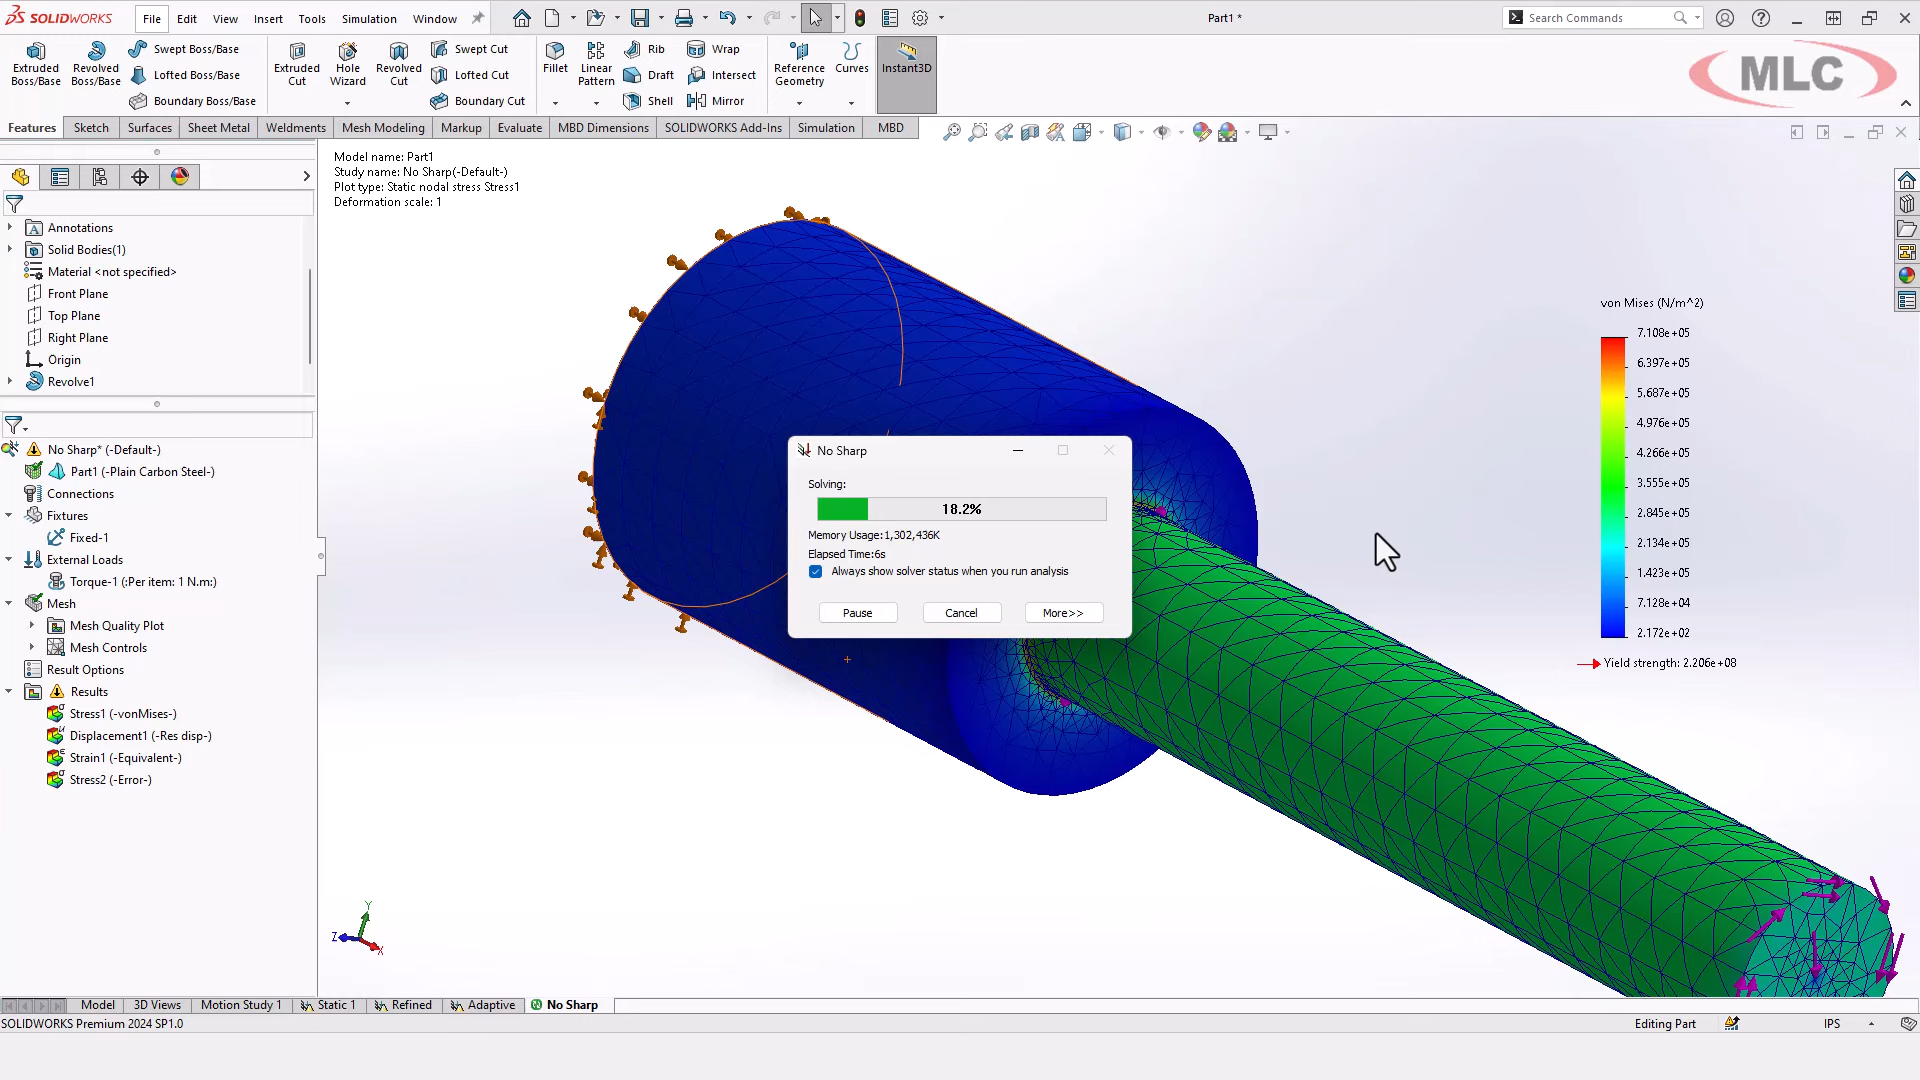 SOLIDWORKS File Edit View Insert Tools Simulation Window Part1 * Search Commands
Extruded Boss/Base
Revolved Boss/Base
Swept Boss/Base
Lofted Boss/Base
Boundary Boss/Base
Extruded Cut
Hole Wizard
Revolved Cut
Swept Cut
Lofted Cut
Boundary Cut
Fillet
Linear Pattern
Rib
Draft
Shell
Wrap
Intersect
Mirror
Reference Geometry
Curves
Instant3D
MLC
Features Sketch Surfaces Sheet Metal Weldments Mesh Modeling Markup Evaluate MBD Dimensions SOLIDWORKS Add-Ins Simulation MBD
Model name: Part1
Study name: No Sharp(-Default-)
Plot type: Static nodal stress Stress1
Deformation scale: 1
Annotations
Solid Bodies(1)
Material <not specified>
Front Plane
Top Plane
Right Plane
Origin
Revolve1
No Sharp* (-Default-)
Part1 (-Plain Carbon Steel-)
Connections
Fixtures
Fixed-1
External Loads
Torque-1 (:Per item: 1 N.m:)
Mesh
Mesh Quality Plot
Mesh Controls
Result Options
Results
Stress1 (-vonMises-)
Displacement1 (-Res disp-)
Strain1 (-Equivalent-)
Stress2 (-Error-)
No Sharp
Solving:
18.2%
Memory Usage:1,302,436K
Elapsed Time:6s
Always show solver status when you run analysis
Pause Cancel More>>
von Mises (N/m^2)
7.108e+05
6.397e+05
5.687e+05
4.976e+05
4.266e+05
3.555e+05
2.845e+05
2.134e+05
1.423e+05
7.128e+04
2.172e+02
Yield strength: 2.206e+08
Y
Z
X
Model 3D Views Motion Study 1 Static 1 Refined Adaptive No Sharp
SOLIDWORKS Premium 2024 SP1.0 Editing Part IPS